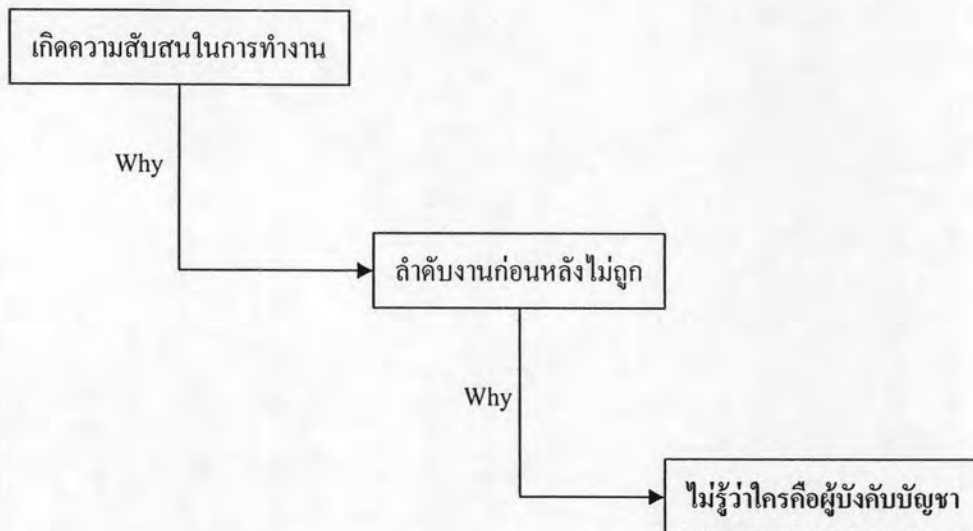 เกิดความสับสนในการทำงาน
Why
ลำดับงานก่อนหลังไม่ถูก
Why
ไม่รู้ว่าใครคือผู้บังคับบัญชา